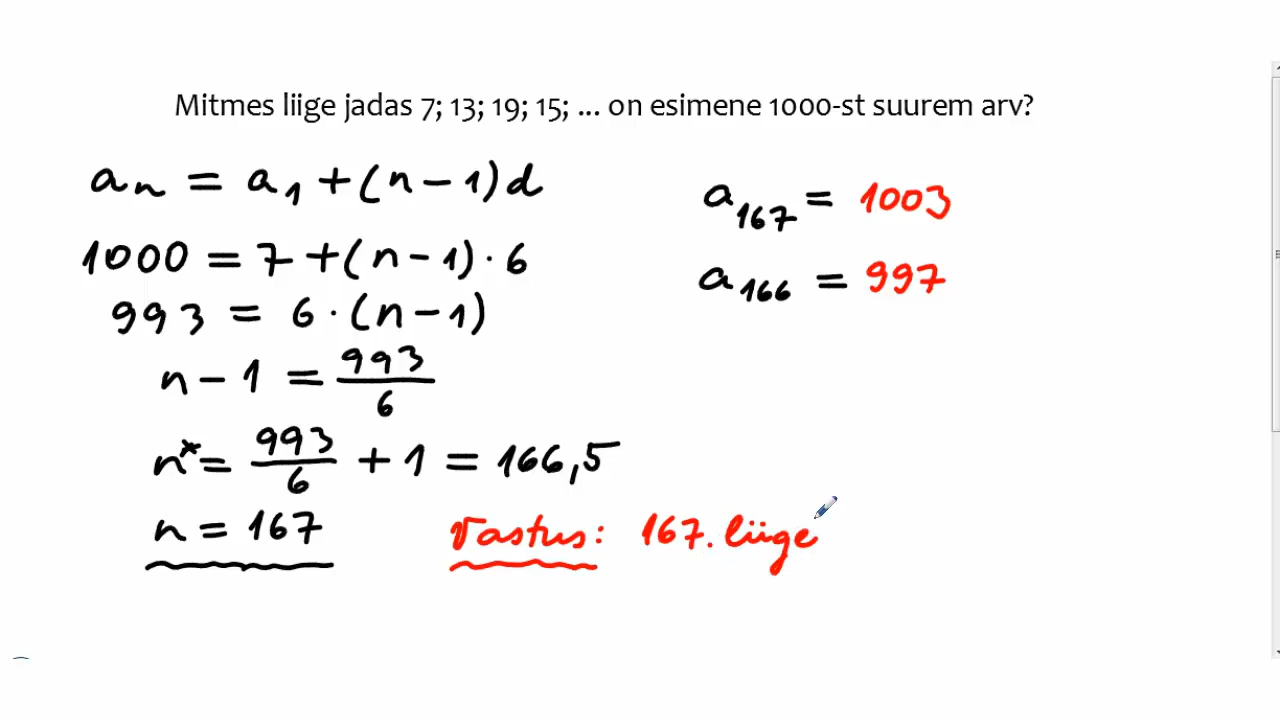 Mitmes liige jadas 7; 13; 19; 15; ... on esimene 1000-st suurem arv?
aₙ = a₁ + (n − 1)d
1000 = 7 + (n − 1) · 6
993 = 6 · (n − 1)
n − 1 = 993/6
n* = 993/6 + 1 = 166,5
n = 167
a₁₆₇ = 1003
a₁₆₆ = 997
Vastus: 167. liige